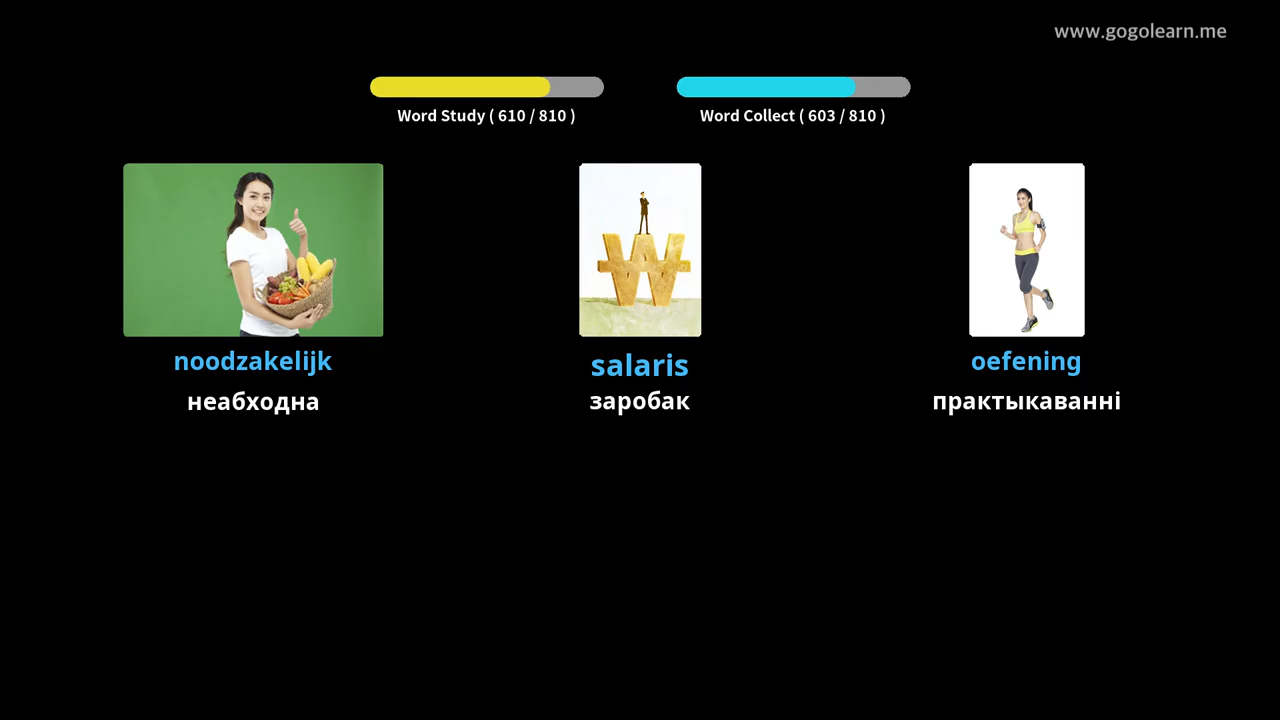 www.gogolearn.me
Word Study ( 610 / 810 )
Word Collect ( 603 / 810 )
noodzakelijk
неабходна
salaris
заробак
oefening
практыкаванні